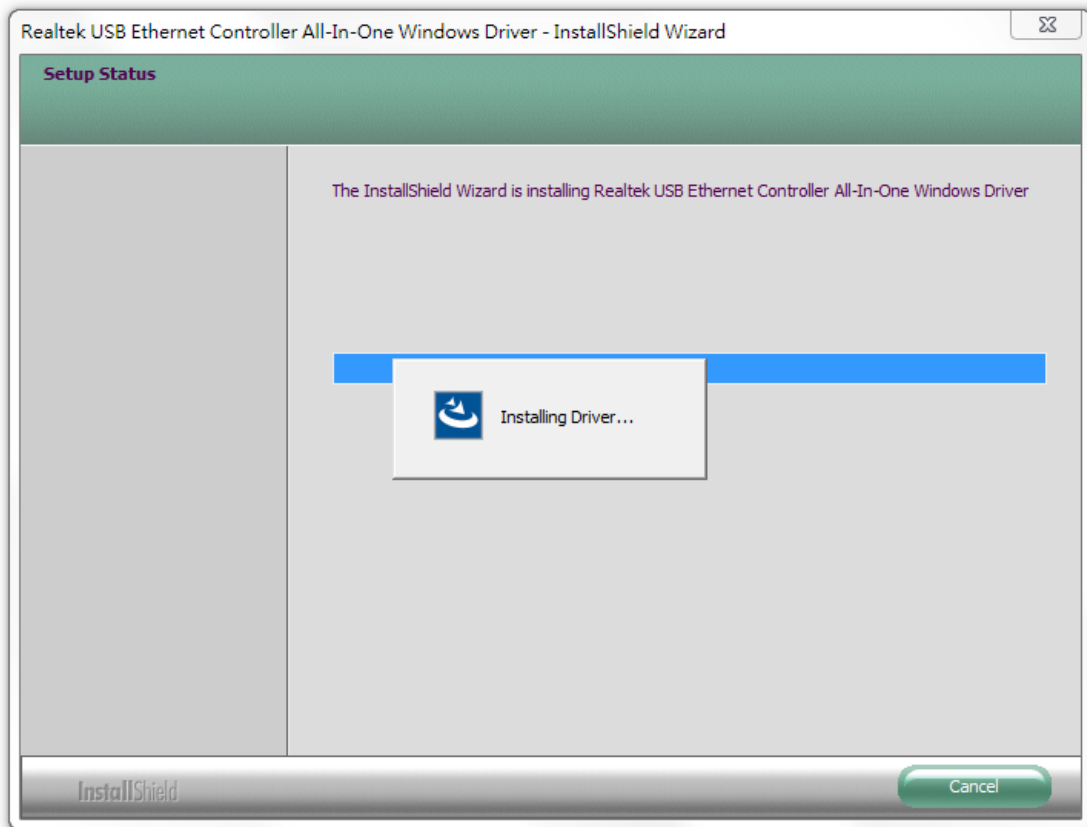 Realtek USB Ethernet Controller All-In-One Windows Driver - InstallShield Wizard
Setup Status
The InstallShield Wizard is installing Realtek USB Ethernet Controller All-In-One Windows Driver
Installing Driver...
InstallShield
Cancel